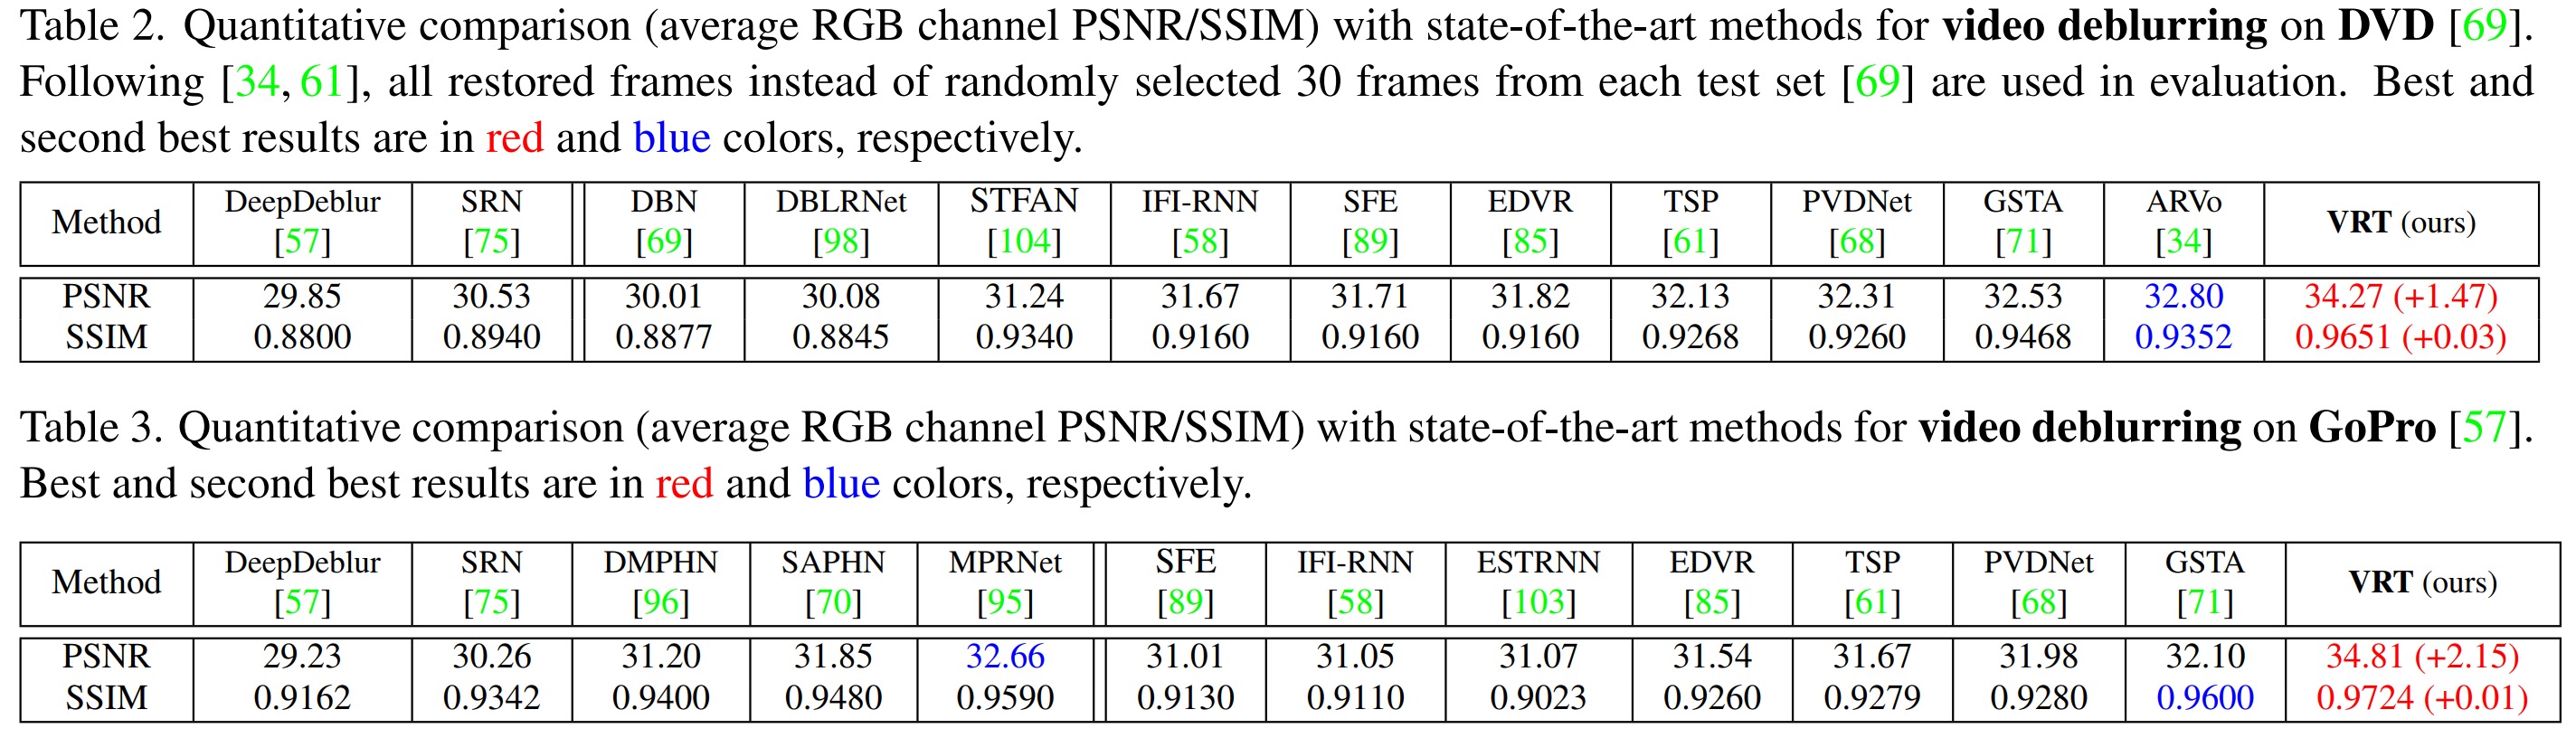 Table 2. Quantitative comparison (average RGB channel PSNR/SSIM) with state-of-the-art methods for video deblurring on DVD [69].
Following [34, 61], all restored frames instead of randomly selected 30 frames from each test set [69] are used in evaluation. Best and
second best results are in red and blue colors, respectively.
Method DeepDeblur [57] SRN [75] DBN [69] DBLRNet [98] STFAN [104] IFI-RNN [58] SFE [89] EDVR [85] TSP [61] PVDNet [68] GSTA [71] ARVo [34] VRT (ours)
PSNR 29.85 30.53 30.01 30.08 31.24 31.67 31.71 31.82 32.13 32.31 32.53 32.80 34.27 (+1.47)
SSIM 0.8800 0.8940 0.8877 0.8845 0.9340 0.9160 0.9160 0.9160 0.9268 0.9260 0.9468 0.9352 0.9651 (+0.03)
Table 3. Quantitative comparison (average RGB channel PSNR/SSIM) with state-of-the-art methods for video deblurring on GoPro [57].
Best and second best results are in red and blue colors, respectively.
Method DeepDeblur [57] SRN [75] DMPHN [96] SAPHN [70] MPRNet [95] SFE [89] IFI-RNN [58] ESTRNN [103] EDVR [85] TSP [61] PVDNet [68] GSTA [71] VRT (ours)
PSNR 29.23 30.26 31.20 31.85 32.66 31.01 31.05 31.07 31.54 31.67 31.98 32.10 34.81 (+2.15)
SSIM 0.9162 0.9342 0.9400 0.9480 0.9590 0.9130 0.9110 0.9023 0.9260 0.9279 0.9280 0.9600 0.9724 (+0.01)